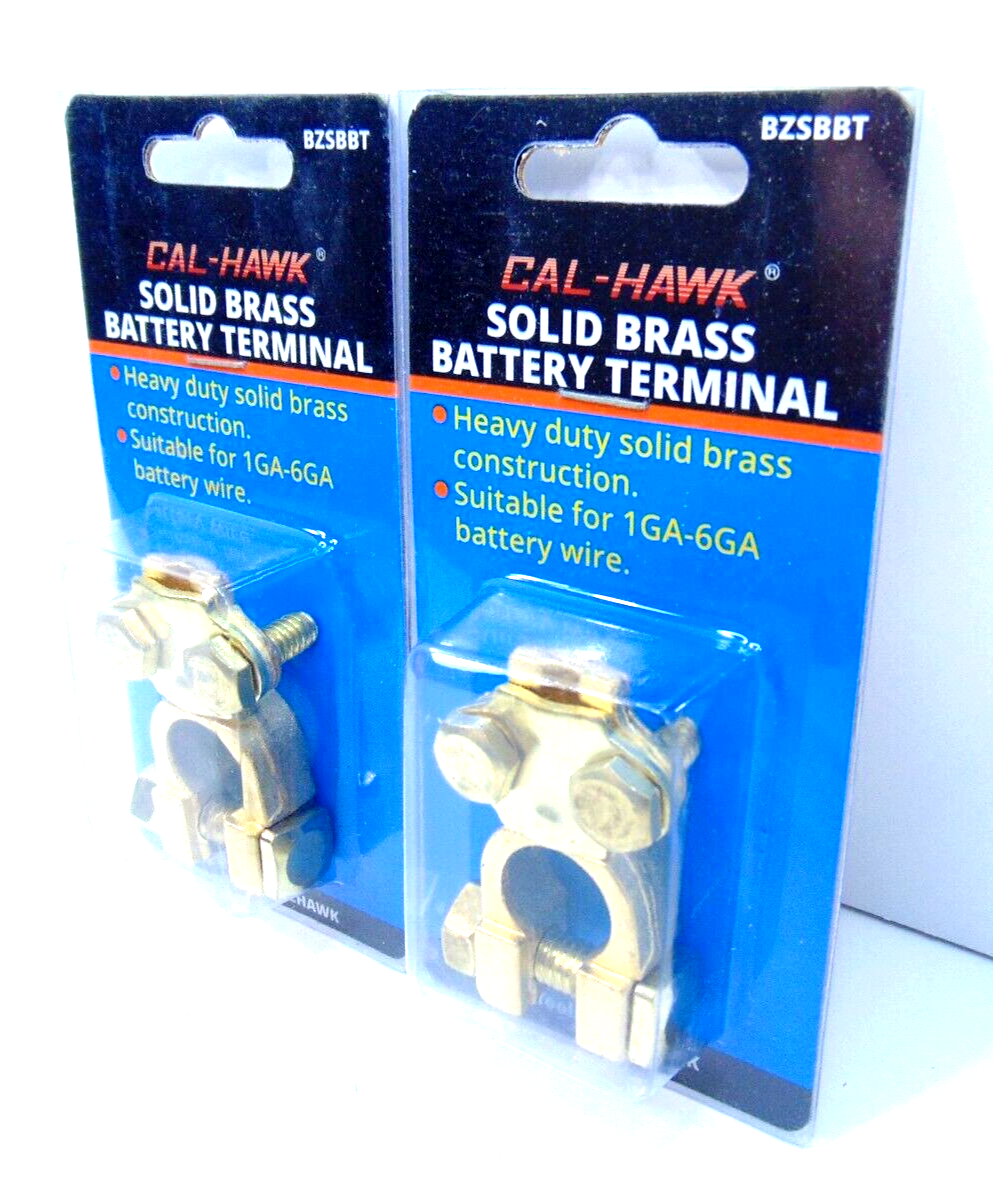 BZSBBT
CAL-HAWK®
SOLID BRASS
BATTERY TERMINAL
Heavy duty solid brass
construction.
Suitable for 1GA-6GA
battery wire.
HAWK
BZSBBT
CAL-HAWK®
SOLID BRASS
BATTERY TERMINAL
Heavy duty solid brass
construction.
Suitable for 1GA-6GA
battery wire.